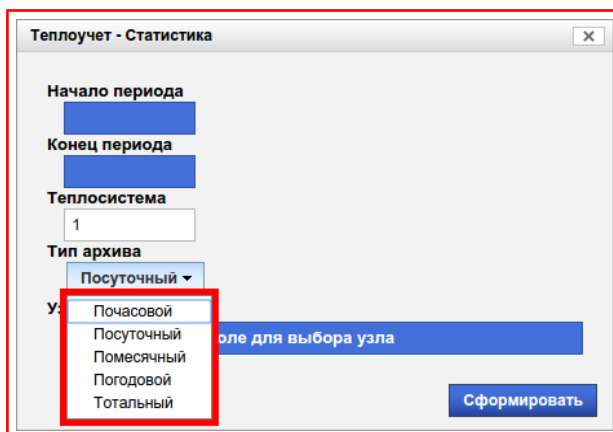 Теплоучет - Статистика
Начало периода
Конец периода
Теплосистема
1
Тип архива
Посуточный
Почасовой
Посуточный
Помесячный
Погодовой
Тотальный
для выбора узла
Сформировать